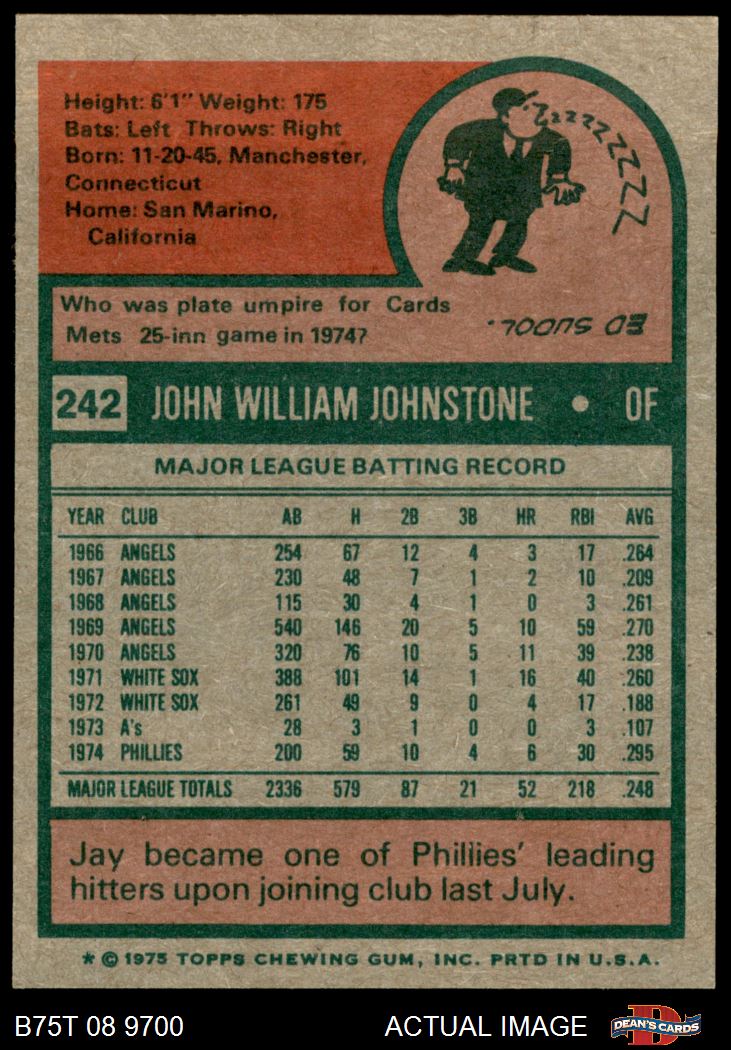 Height: 6'1" Weight: 175
Bats: Left Throws: Right
Born: 11-20-45, Manchester,
Connecticut
Home: San Marino,
California
Zzzzzzzzz
Who was plate umpire for Cards
Mets 25-inn game in 1974?
ED SUDOL.
242 JOHN WILLIAM JOHNSTONE • OF
MAJOR LEAGUE BATTING RECORD
YEAR CLUB AB H 2B 3B HR RBI AVG
1966 ANGELS 254 67 12 4 3 17 .264
1967 ANGELS 230 48 7 1 2 10 .209
1968 ANGELS 115 30 4 1 0 3 .261
1969 ANGELS 540 146 20 5 10 59 .270
1970 ANGELS 320 76 10 5 11 39 .238
1971 WHITE SOX 388 101 14 1 16 40 .260
1972 WHITE SOX 261 49 9 0 4 17 .188
1973 A's 28 3 1 0 0 3 .107
1974 PHILLIES 200 59 10 4 6 30 .295
MAJOR LEAGUE TOTALS 2336 579 87 21 52 218 .248
Jay became one of Phillies' leading
hitters upon joining club last July.
* © 1975 TOPPS CHEWING GUM, INC. PRTD IN U.S.A.
B75T 08 9700 ACTUAL IMAGE D DEAN'S CARDS